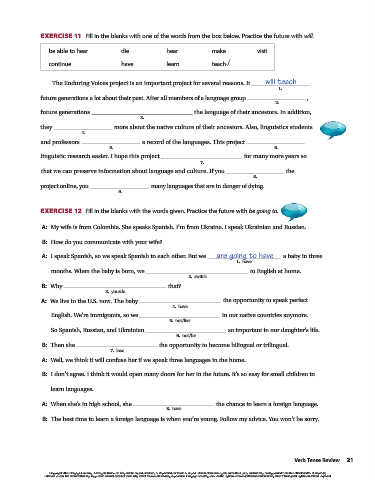 EXERCISE 11 Fill in the blanks with one of the words from the box below. Practice the future with will.
be able to hear die hear make visit
continue have learn teach✓
The Enduring Voices project is an important project for several reasons. It will teach
1.
future generations a lot about their past. After all members of a language group ,
2.
future generations the language of their ancestors. In addition,
3.
they more about the native culture of their ancestors. Also, linguistics students
4.
and professors a record of the languages. This project
5. 6.
linguistic research easier. I hope this project for many more years so
7.
that we can preserve information about language and culture. If you the
8.
project online, you many languages that are in danger of dying.
9.
EXERCISE 12 Fill in the blanks with the words given. Practice the future with be going to.
A: My wife is from Colombia. She speaks Spanish. I'm from Ukraine. I speak Ukrainian and Russian.
B: How do you communicate with your wife?
A: I speak Spanish, so we speak Spanish to each other. But we are going to have a baby in three
1. have
months. When the baby is born, we to English at home.
2. switch
B: Why that?
3. you/do
A: We live in the U.S. now. The baby the opportunity to speak perfect
4. have
English. We're immigrants, so we in our native countries anymore.
5. not/live
So Spanish, Russian, and Ukrainian so important in our daughter's life.
6. not/be
B: Then she the opportunity to become bilingual or trilingual.
7. lose
A: Well, we think it will confuse her if we speak three languages in the home.
B: I don't agree. I think it would open many doors for her in the future. It's so easy for small children to
learn languages.
A: When she's in high school, she the chance to learn a foreign language.
8. have
B: The best time to learn a foreign language is when you're young. Follow my advice. You won't be sorry.
Verb Tense Review 21